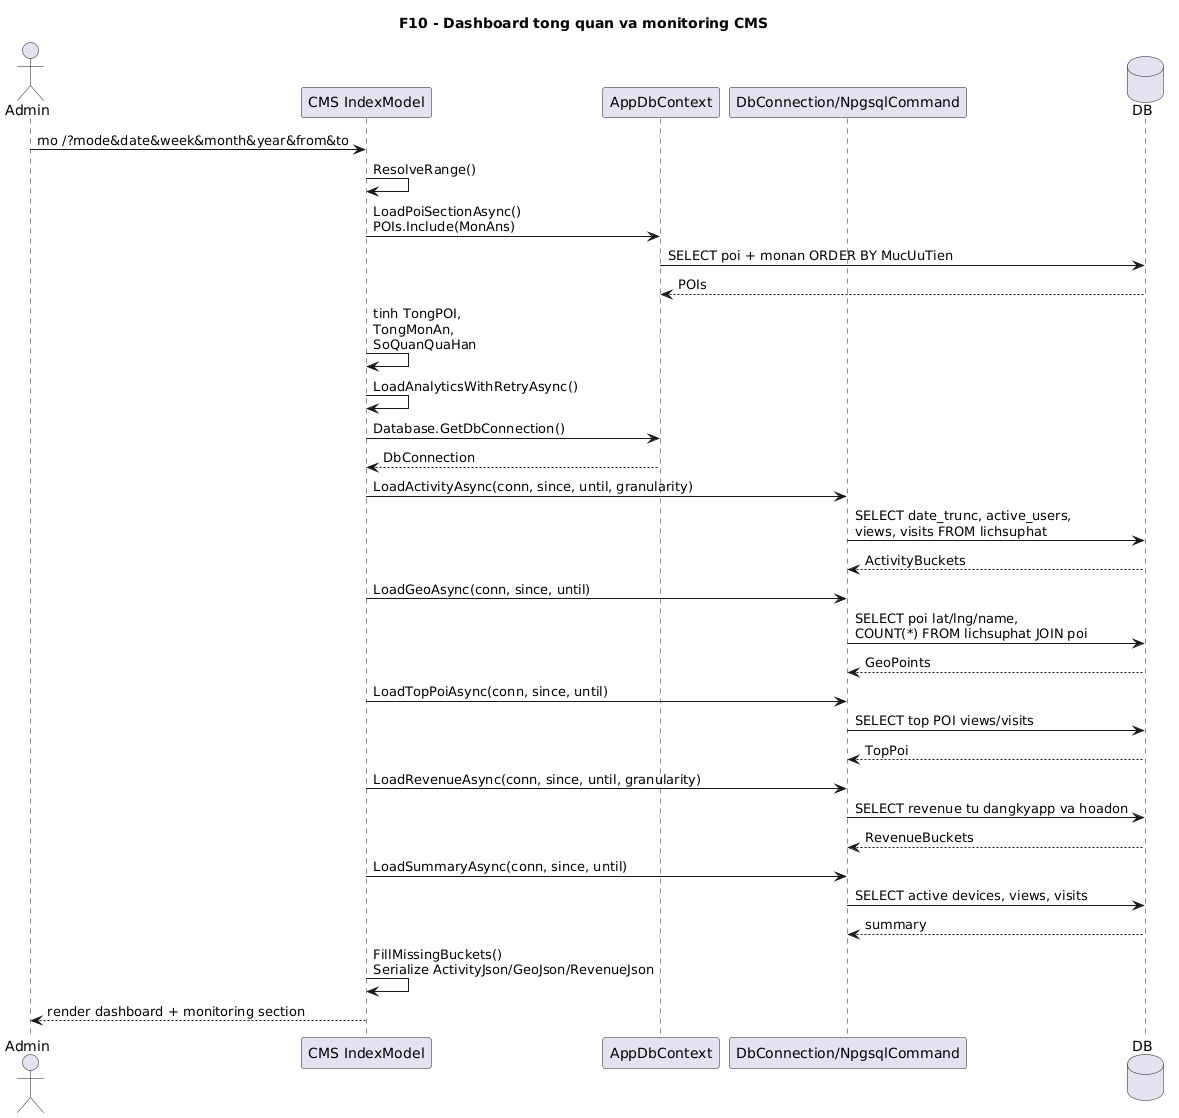 F10 - Dashboard tong quan va monitoring CMS
Admin
CMS IndexModel
AppDbContext
DbConnection/NpgsqlCommand
DB
mo /?mode&date&week&month&year&from&to
ResolveRange()
LoadPoiSectionAsync()
POIs.Include(MonAns)
SELECT poi + monan ORDER BY MucUuTien
POIs
tinh TongPOI,
TongMonAn,
SoQuanQuaHan
LoadAnalyticsWithRetryAsync()
Database.GetDbConnection()
DbConnection
LoadActivityAsync(conn, since, until, granularity)
SELECT date_trunc, active_users,
views, visits FROM lichsuphat
ActivityBuckets
LoadGeoAsync(conn, since, until)
SELECT poi lat/lng/name,
COUNT(*) FROM lichsuphat JOIN poi
GeoPoints
LoadTopPoiAsync(conn, since, until)
SELECT top POI views/visits
TopPoi
LoadRevenueAsync(conn, since, until, granularity)
SELECT revenue tu dangkyapp va hoadon
RevenueBuckets
LoadSummaryAsync(conn, since, until)
SELECT active devices, views, visits
summary
FillMissingBuckets()
Serialize ActivityJson/GeoJson/RevenueJson
render dashboard + monitoring section
Admin
CMS IndexModel
AppDbContext
DbConnection/NpgsqlCommand
DB